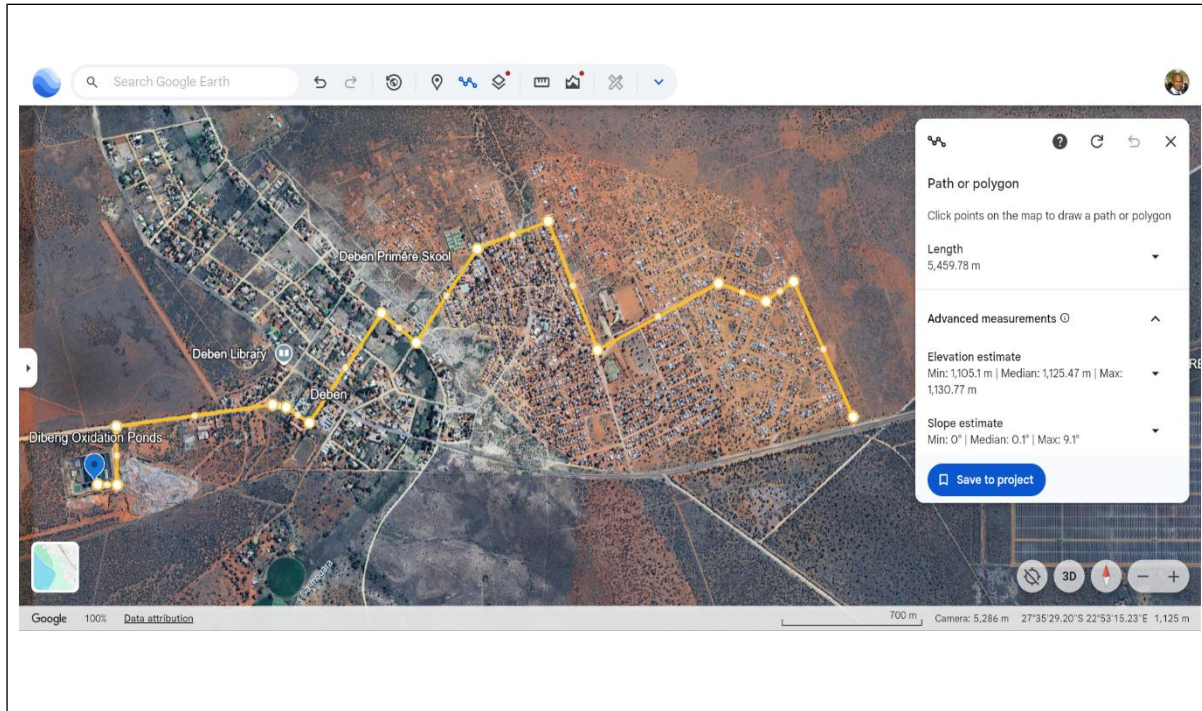 Search Google Earth
Path or polygon
Click points on the map to draw a path or polygon
Length
5,459.78 m
Advanced measurements
Elevation estimate
Min: 1,105.1 m | Median: 1,125.47 m | Max:
1,130.77 m
Slope estimate
Min: 0° | Median: 0.1° | Max: 9.1°
Save to project
Deben Primêre Skool
Deben Library
Deben
Dibeng Oxidation Ponds
RE
3D
Google 100% Data attribution
700 m
Camera: 5,286 m 27°35'29.20"S 22°53'15.23"E 1,125 m